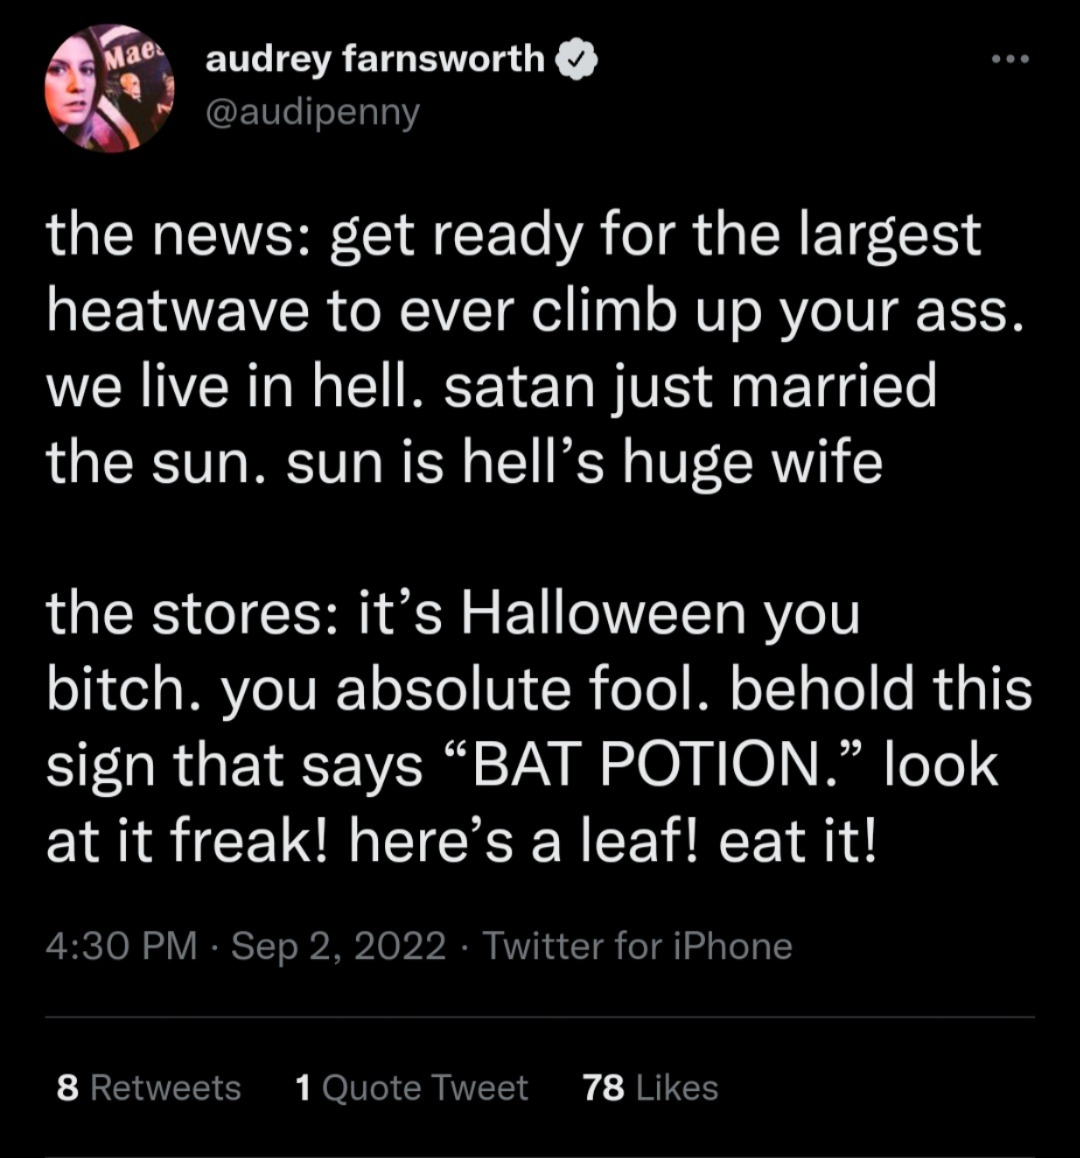 audrey farnsworth
@audipenny
the news: get ready for the largest
heatwave to ever climb up your ass.
we live in hell. satan just married
the sun. sun is hell’s huge wife
the stores: it’s Halloween you
bitch. you absolute fool. behold this
sign that says “BAT POTION.” look
at it freak! here’s a leaf! eat it!
4:30 PM · Sep 2, 2022 · Twitter for iPhone
8 Retweets 1 Quote Tweet 78 Likes